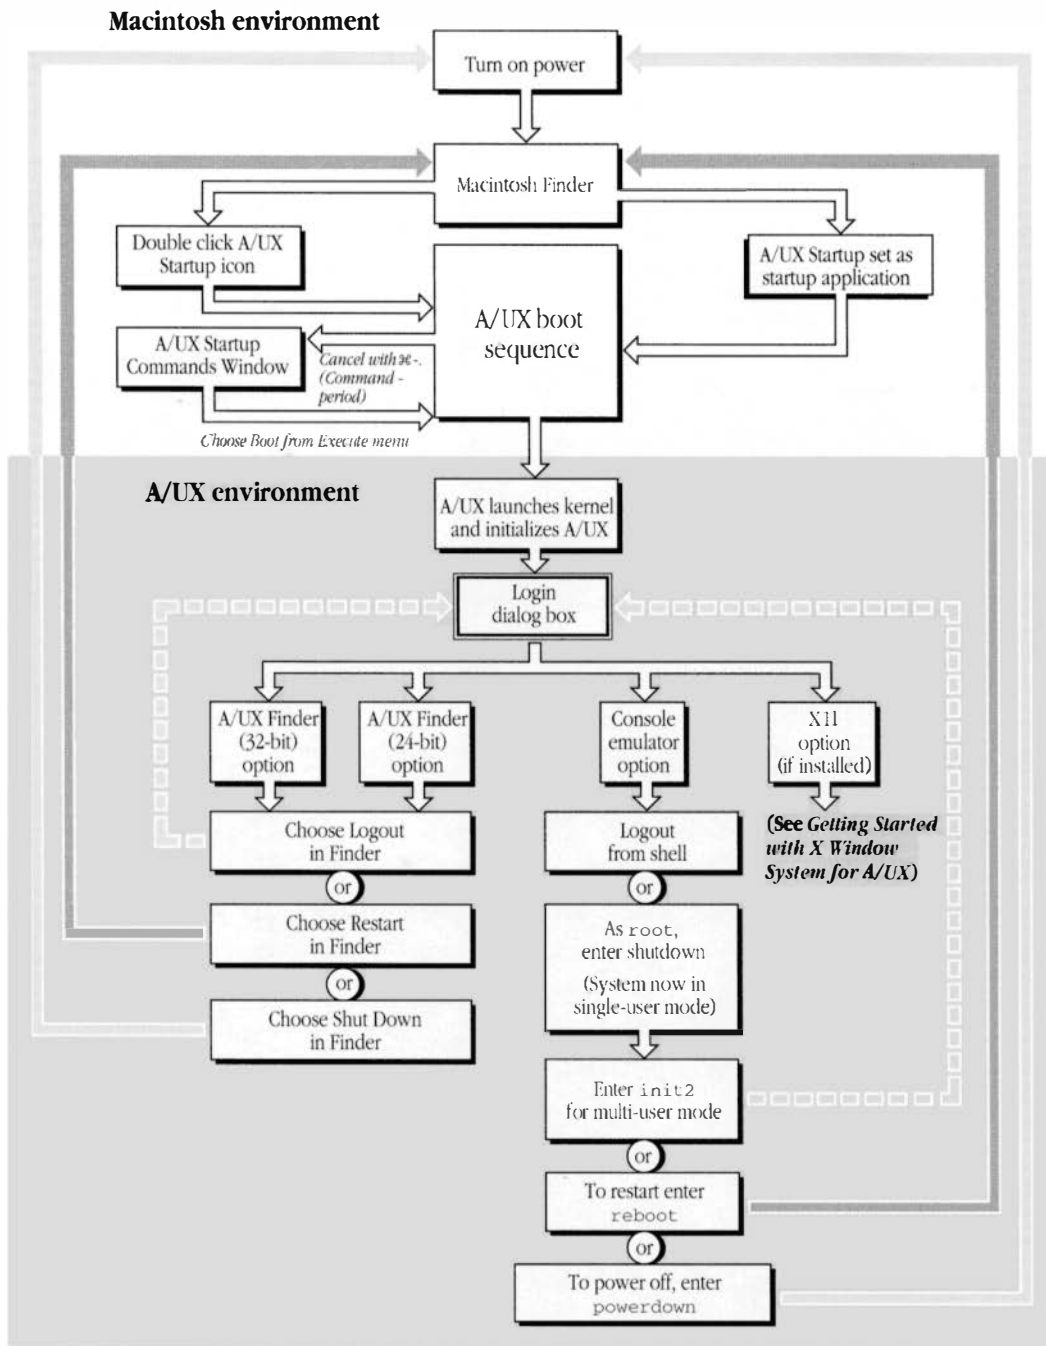 Macintosh environment
Turn on power
Macintosh Finder
Double click A/UX
Startup icon
A/UX Startup set as
startup application
A/UX boot
sequence
A/UX Startup
Commands Window
Cancel with ⌘-.
(Command -
period)
Choose Boot from Execute menu
A/UX environment
A/UX launches kernel
and initializes A/UX
Login
dialog box
A/UX Finder
(32-bit)
option
A/UX Finder
(24-bit)
option
Console
emulator
option
X11
option
(if installed)
Choose Logout
in Finder
Logout
from shell
(See Getting Started
with X Window
System for A/UX)
or
or
Choose Restart
in Finder
As root,
enter shutdown
(System now in
single-user mode)
or
Choose Shut Down
in Finder
Enter init2
for multi-user mode
or
To restart enter
reboot
or
To power off, enter
powerdown